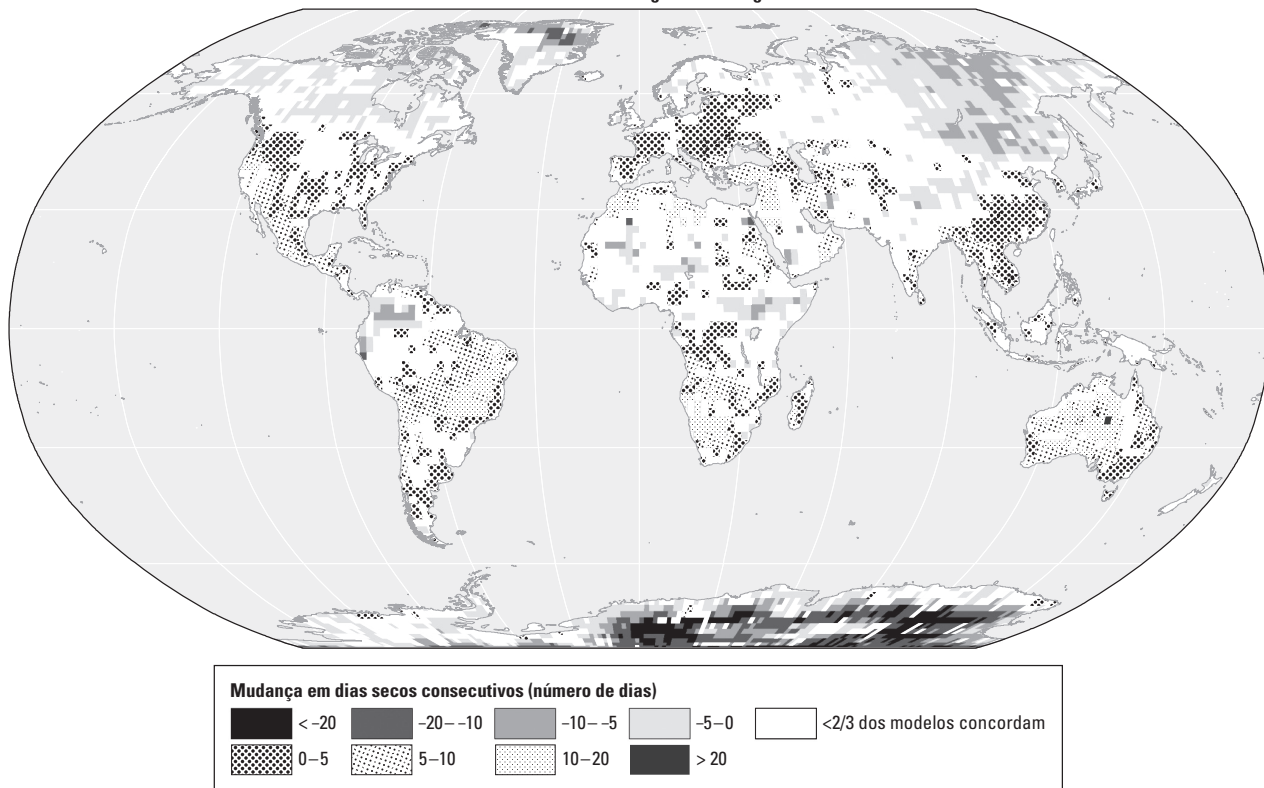 Mudança em dias secos consecutivos (número de dias)
< –20 –20– –10 –10– –5 –5–0 <2/3 dos modelos concordam
0–5 5–10 10–20 > 20